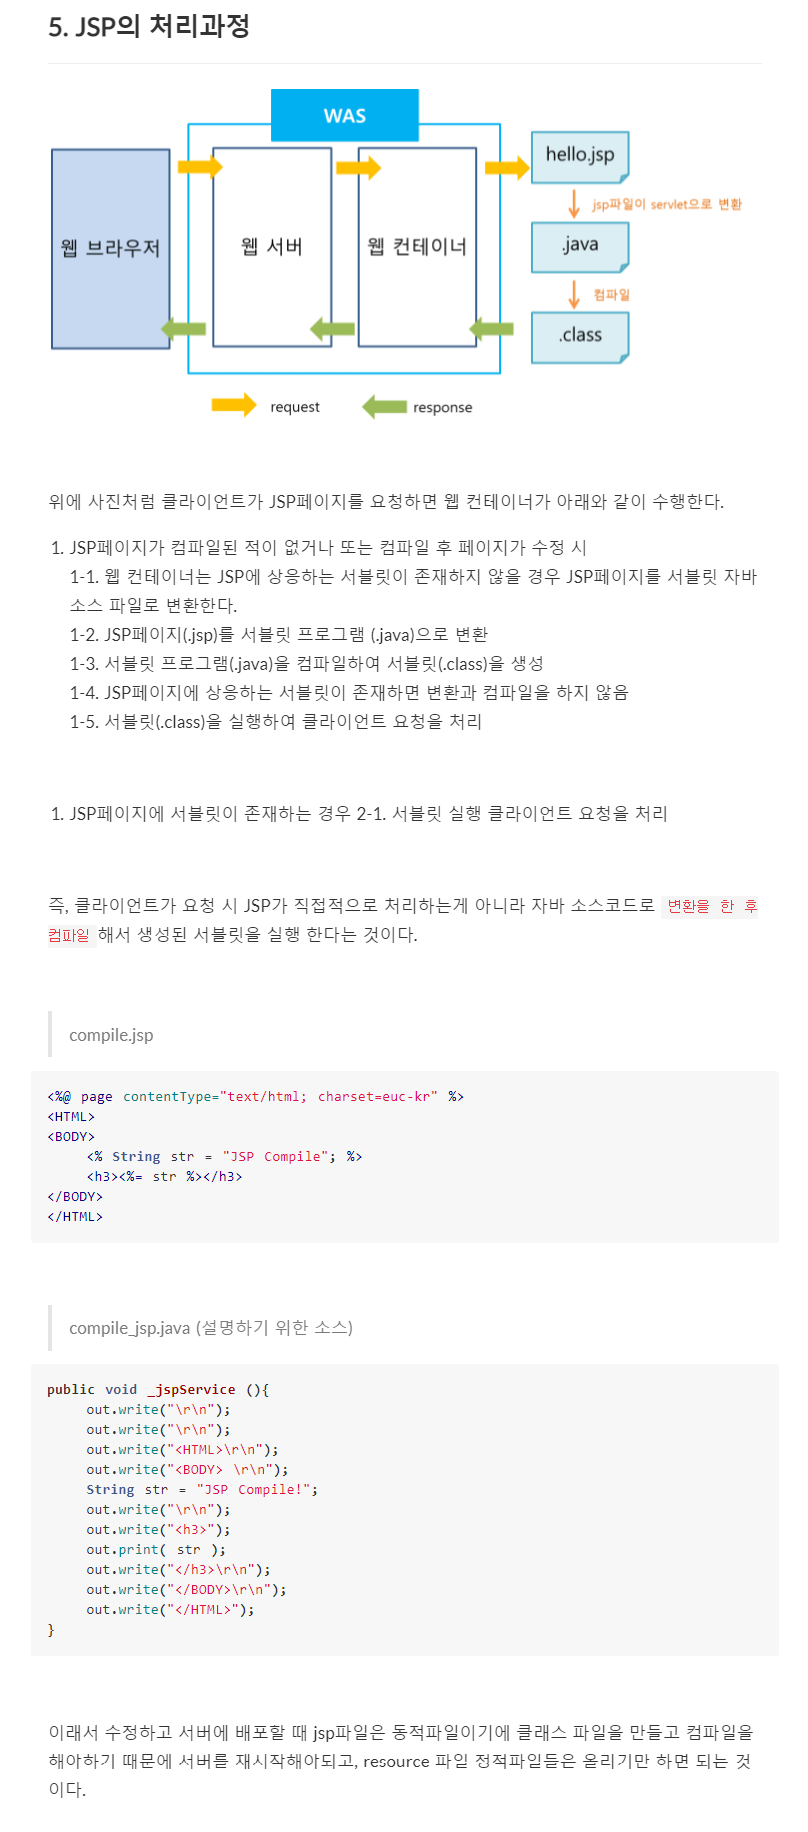 5. JSP의 처리과정
WAS
hello.jsp
jsp파일이 servlet으로 변환
웹 브라우저
웹 서버
웹 컨테이너
.java
컴파일
.class
request
response
위에 사진처럼 클라이언트가 JSP페이지를 요청하면 웹 컨테이너가 아래와 같이 수행한다.
1. JSP페이지가 컴파일된 적이 없거나 또는 컴파일 후 페이지가 수정 시
1-1. 웹 컨테이너는 JSP에 상응하는 서블릿이 존재하지 않을 경우 JSP페이지를 서블릿 자바
소스 파일로 변환한다.
1-2. JSP페이지(.jsp)를 서블릿 프로그램 (.java)으로 변환
1-3. 서블릿 프로그램(.java)을 컴파일하여 서블릿(.class)을 생성
1-4. JSP페이지에 상응하는 서블릿이 존재하면 변환과 컴파일을 하지 않음
1-5. 서블릿(.class)을 실행하여 클라이언트 요청을 처리
1. JSP페이지에 서블릿이 존재하는 경우 2-1. 서블릿 실행 클라이언트 요청을 처리
즉, 클라이언트가 요청 시 JSP가 직접적으로 처리하는게 아니라 자바 소스코드로 변환을 한 후
컴파일 해서 생성된 서블릿을 실행 한다는 것이다.
compile.jsp
<%@ page contentType="text/html; charset=euc-kr" %>
<HTML>
<BODY>
<% String str = "JSP Compile"; %>
<h3><%= str %></h3>
</BODY>
</HTML>
compile_jsp.java (설명하기 위한 소스)
public void _jspService (){
out.write("\r\n");
out.write("\r\n");
out.write("<HTML>\r\n");
out.write("<BODY> \r\n");
String str = "JSP Compile!";
out.write("\r\n");
out.write("<h3>");
out.print( str );
out.write("</h3>\r\n");
out.write("</BODY>\r\n");
out.write("</HTML>");
}
이래서 수정하고 서버에 배포할 때 jsp파일은 동적파일이기에 클래스 파일을 만들고 컴파일을
해야하기 때문에 서버를 재시작해야되고, resource 파일 정적파일들은 올리기만 하면 되는 것
이다.